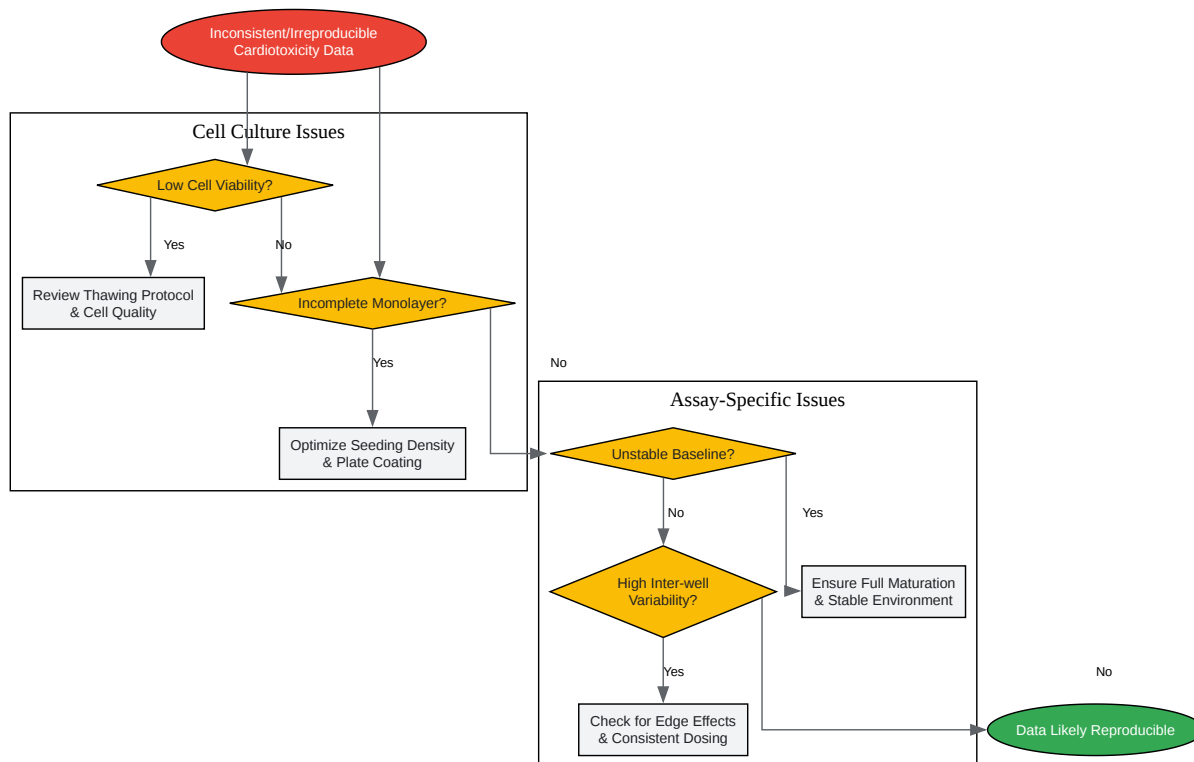 Inconsistent/Irreproducible
Cardiotoxicity Data
Cell Culture Issues
Low Cell Viability?
Yes
No
Review Thawing Protocol
& Cell Quality
Incomplete Monolayer?
Yes
No
Optimize Seeding Density
& Plate Coating
Assay-Specific Issues
Unstable Baseline?
No
Yes
High Inter-well
Variability?
Ensure Full Maturation
& Stable Environment
Yes
No
Check for Edge Effects
& Consistent Dosing
Data Likely Reproducible